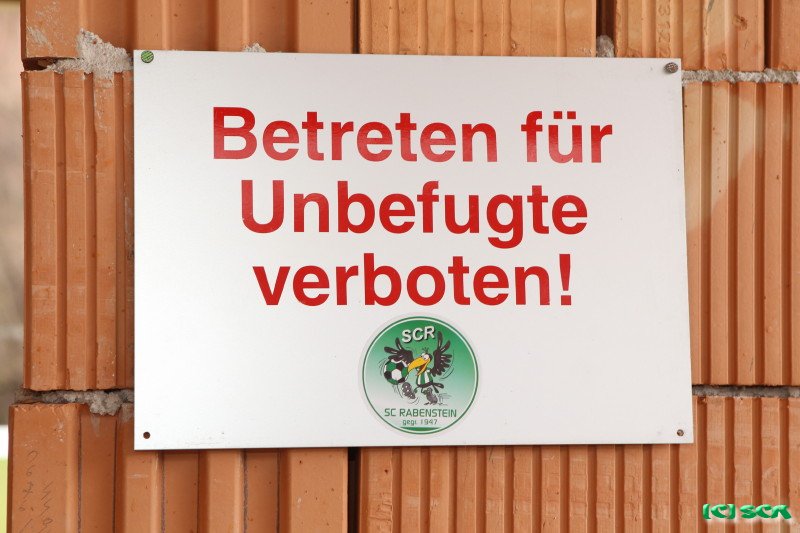 Betreten für
Unbefugte
verboten!
SCR
SC RABENSTEIN
gegr 1947
(C) SCR